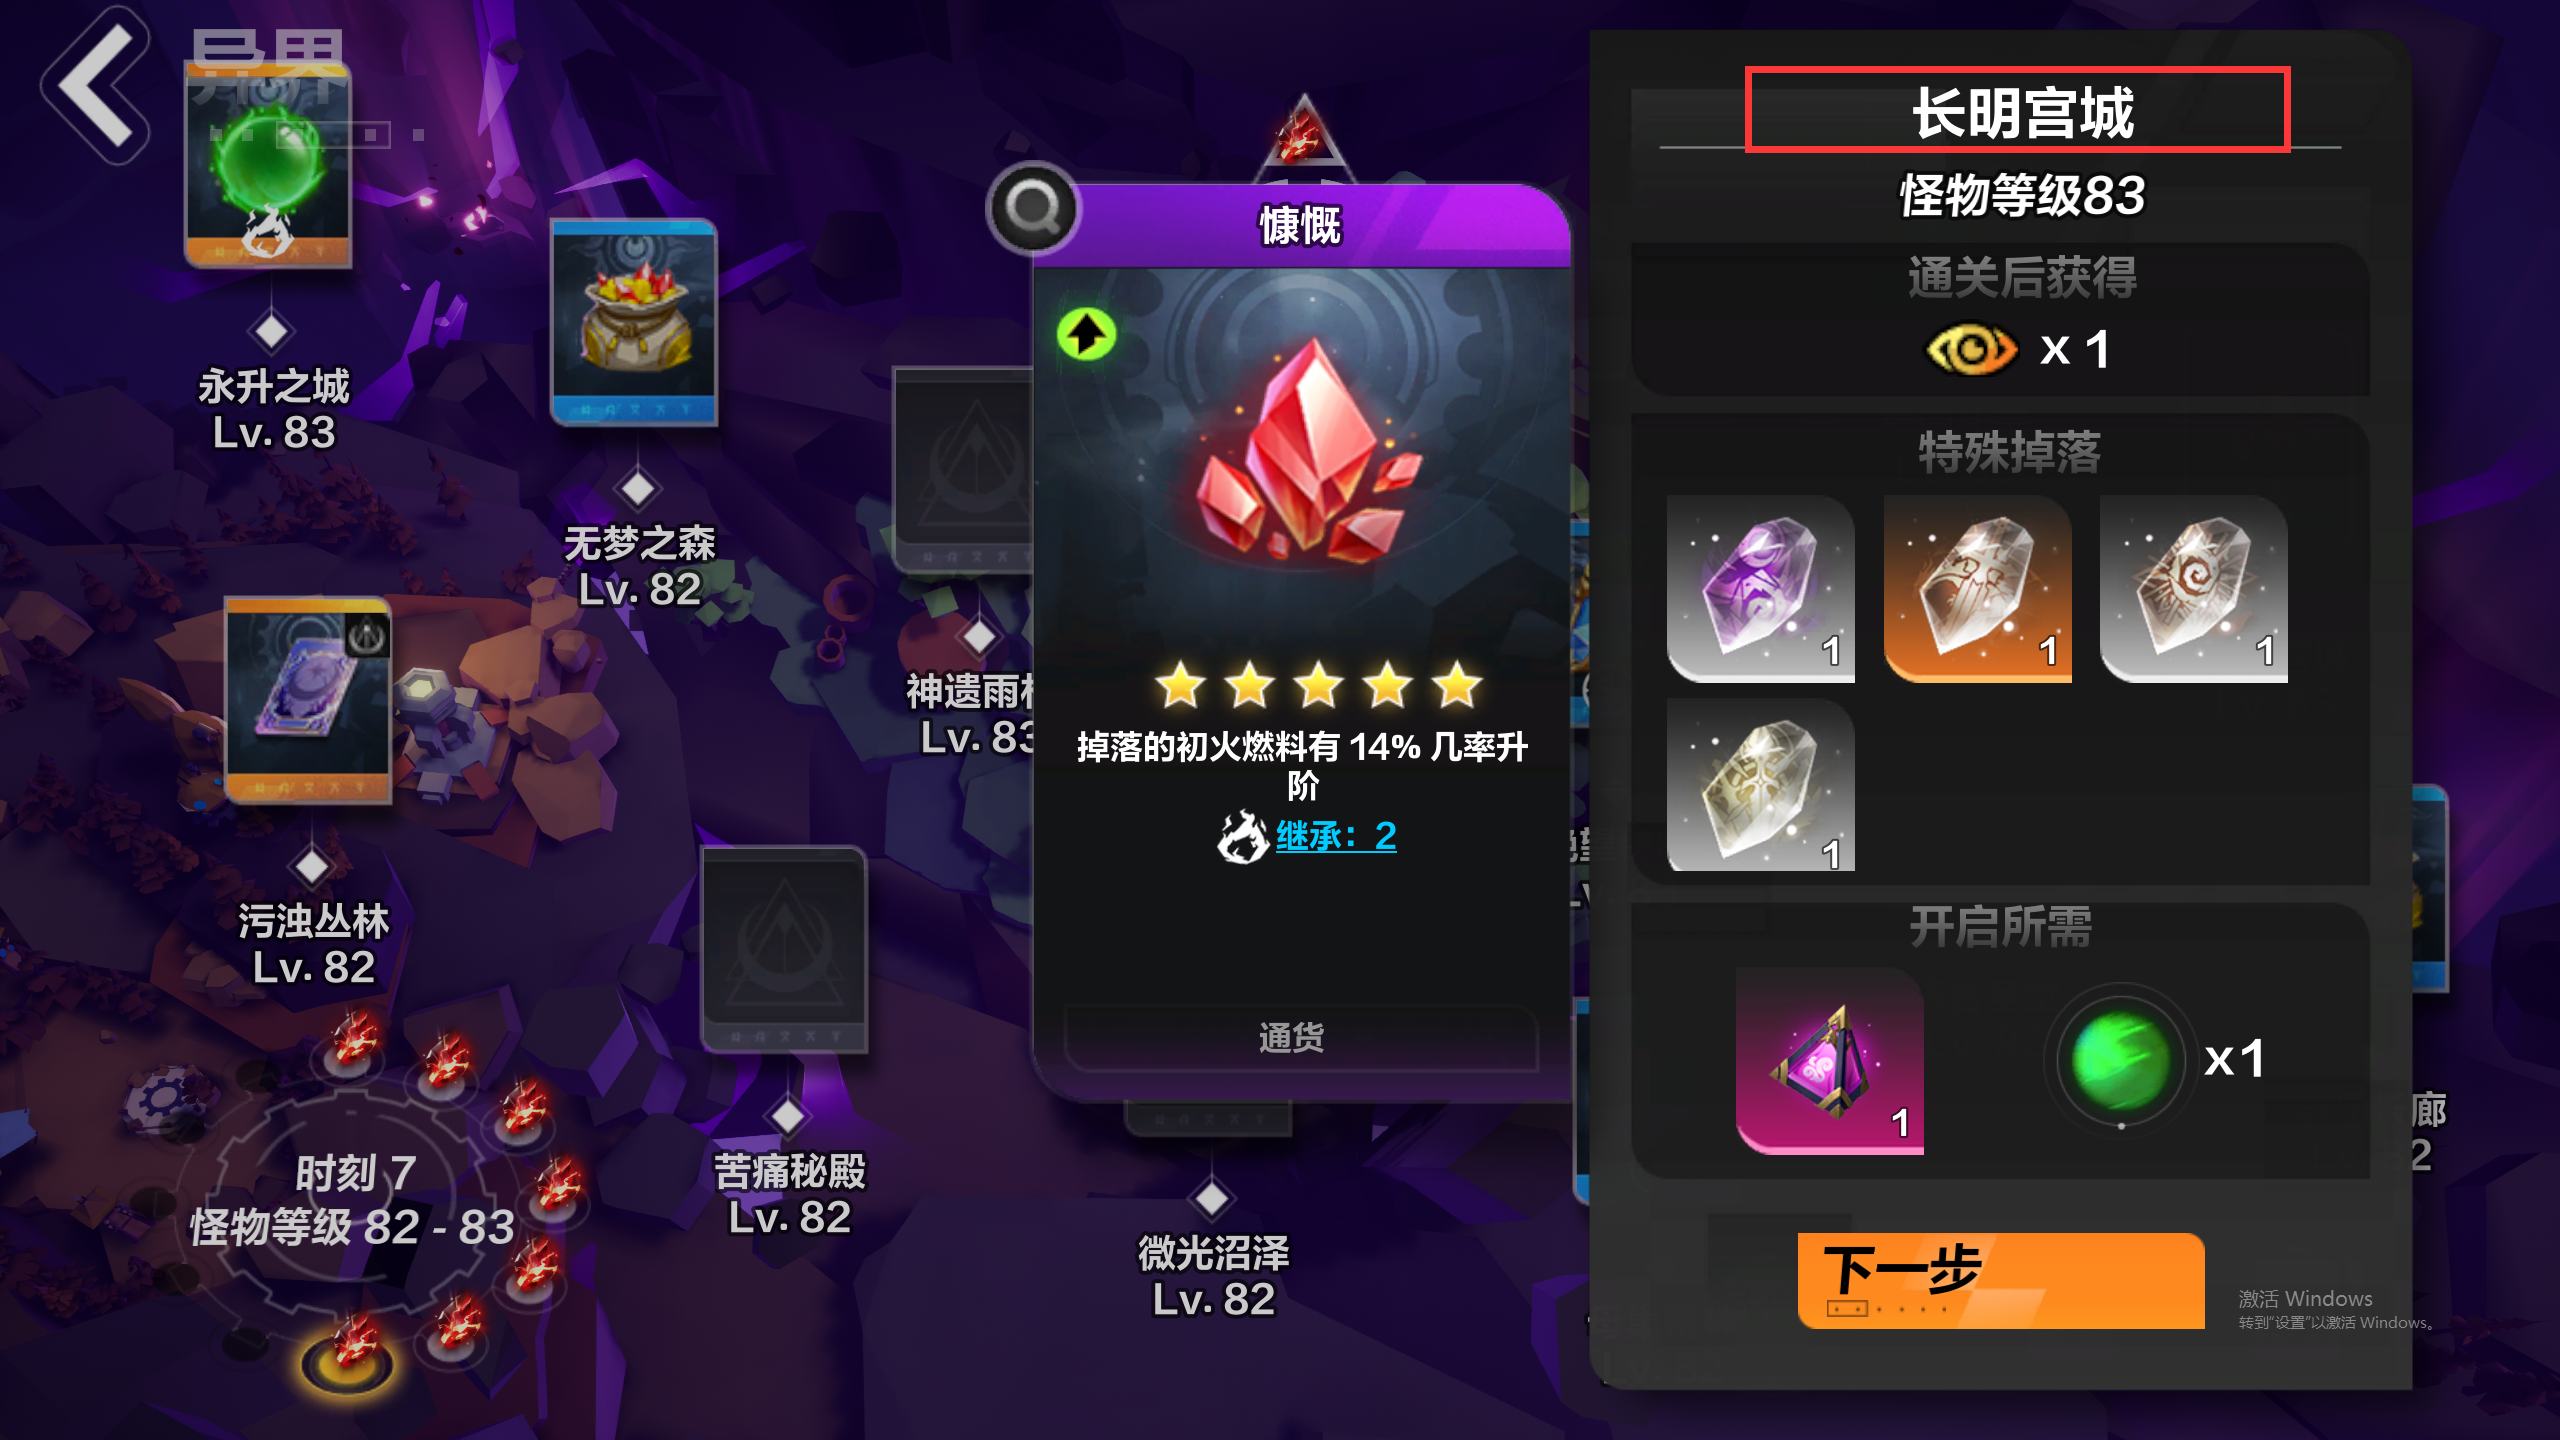 异界
永升之城
Lv. 83
无梦之森
Lv. 82
神遗雨
Lv. 83
污浊丛林
Lv. 82
苦痛秘殿
Lv. 82
微光沼泽
Lv. 82
时刻 7
怪物等级 82 - 83
慷慨
掉落的初火燃料有 14% 几率升
阶
继承：2
通货
长明宫城
怪物等级83
通关后获得
x 1
特殊掉落
1
1
1
1
开启所需
1
x1
下一步
廊
2
激活 Windows
转到“设置”以激活 Windows。